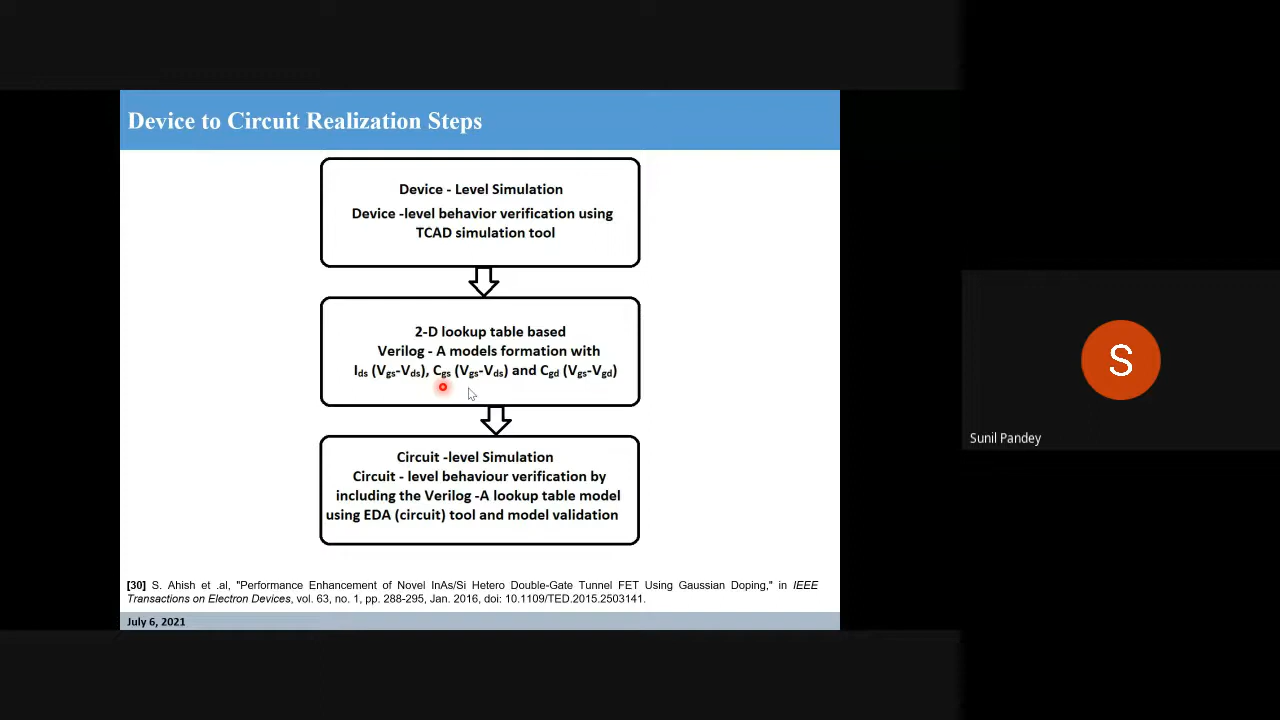 Device to Circuit Realization Steps
Device - Level Simulation
Device -level behavior verification using
TCAD simulation tool
2-D lookup table based
Verilog - A models formation with
Ids (Vgs-Vds), Cgs (Vgs-Vds) and Cgd (Vgs-Vgd)
Circuit -level Simulation
Circuit - level behaviour verification by
including the Verilog -A lookup table model
using EDA (circuit) tool and model validation
[30] S. Ahish et .al, "Performance Enhancement of Novel InAs/Si Hetero Double-Gate Tunnel FET Using Gaussian Doping," in IEEE
Transactions on Electron Devices, vol. 63, no. 1, pp. 288-295, Jan. 2016, doi: 10.1109/TED.2015.2503141.
July 6, 2021
S
Sunil Pandey